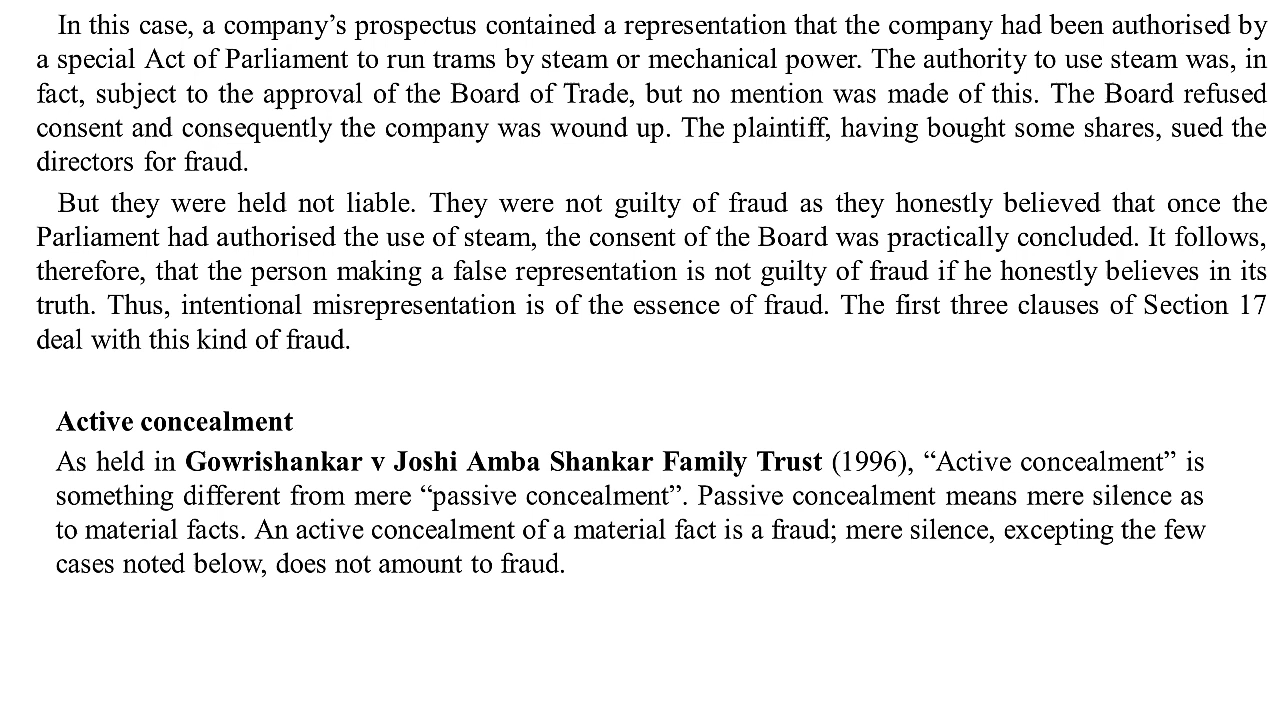 In this case, a company’s prospectus contained a representation that the company had been authorised by
a special Act of Parliament to run trams by steam or mechanical power. The authority to use steam was, in
fact, subject to the approval of the Board of Trade, but no mention was made of this. The Board refused
consent and consequently the company was wound up. The plaintiff, having bought some shares, sued the
directors for fraud.
But they were held not liable. They were not guilty of fraud as they honestly believed that once the
Parliament had authorised the use of steam, the consent of the Board was practically concluded. It follows,
therefore, that the person making a false representation is not guilty of fraud if he honestly believes in its
truth. Thus, intentional misrepresentation is of the essence of fraud. The first three clauses of Section 17
deal with this kind of fraud.
Active concealment
As held in Gowrishankar v Joshi Amba Shankar Family Trust (1996), “Active concealment” is
something different from mere “passive concealment”. Passive concealment means mere silence as
to material facts. An active concealment of a material fact is a fraud; mere silence, excepting the few
cases noted below, does not amount to fraud.